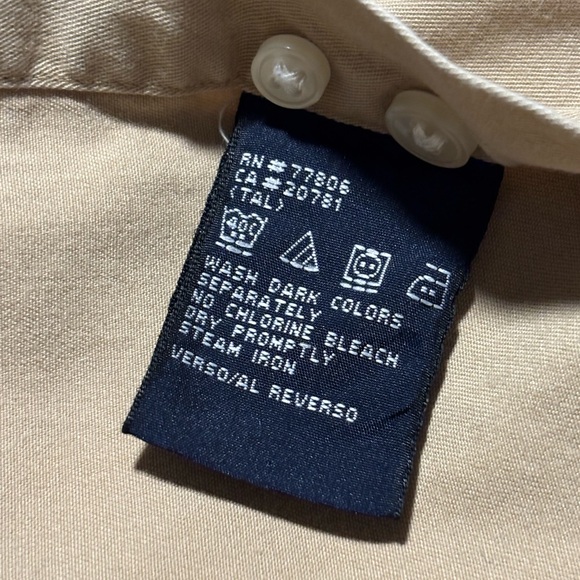 RN # 77806
CA # 20781
(TAL)
40C
WASH DARK COLORS
SEPARATELY
NO CHLORINE BLEACH
DRY PROMPTLY
STEAM IRON
VERSO/AL REVERSO